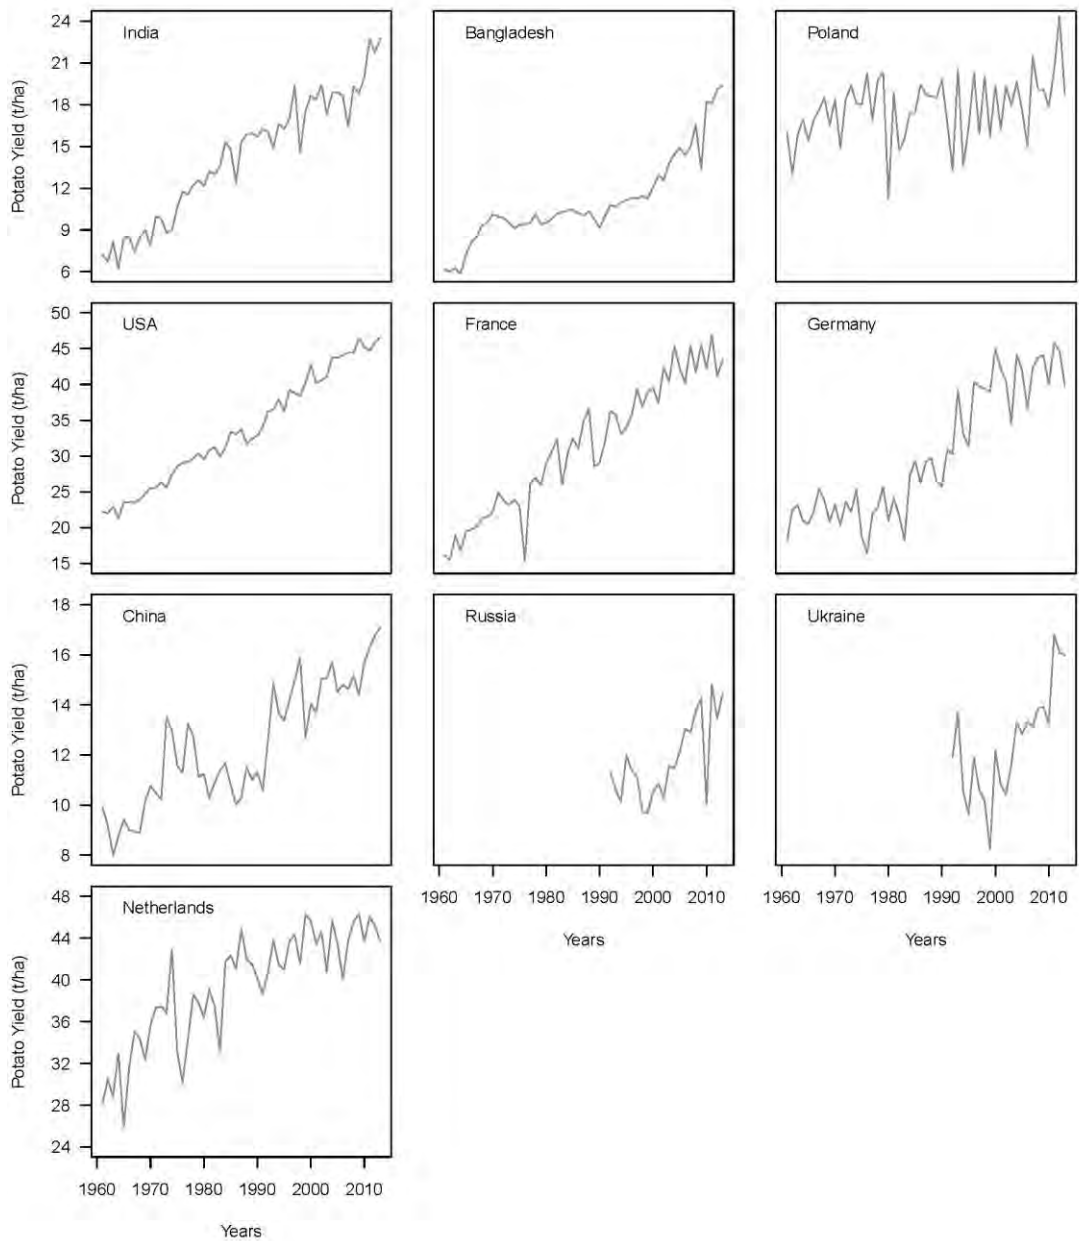 India
Bangladesh
Poland
24
21
18
15
12
9
6
Potato Yield (t/ha)
USA
France
Germany
50
45
40
35
30
25
20
15
Potato Yield (t/ha)
China
Russia
Ukraine
18
16
14
12
10
8
Potato Yield (t/ha)
1960 1970 1980 1990 2000 2010
Years
1960 1970 1980 1990 2000 2010
Years
Netherlands
48
44
40
36
32
28
24
Potato Yield (t/ha)
1960 1970 1980 1990 2000 2010
Years